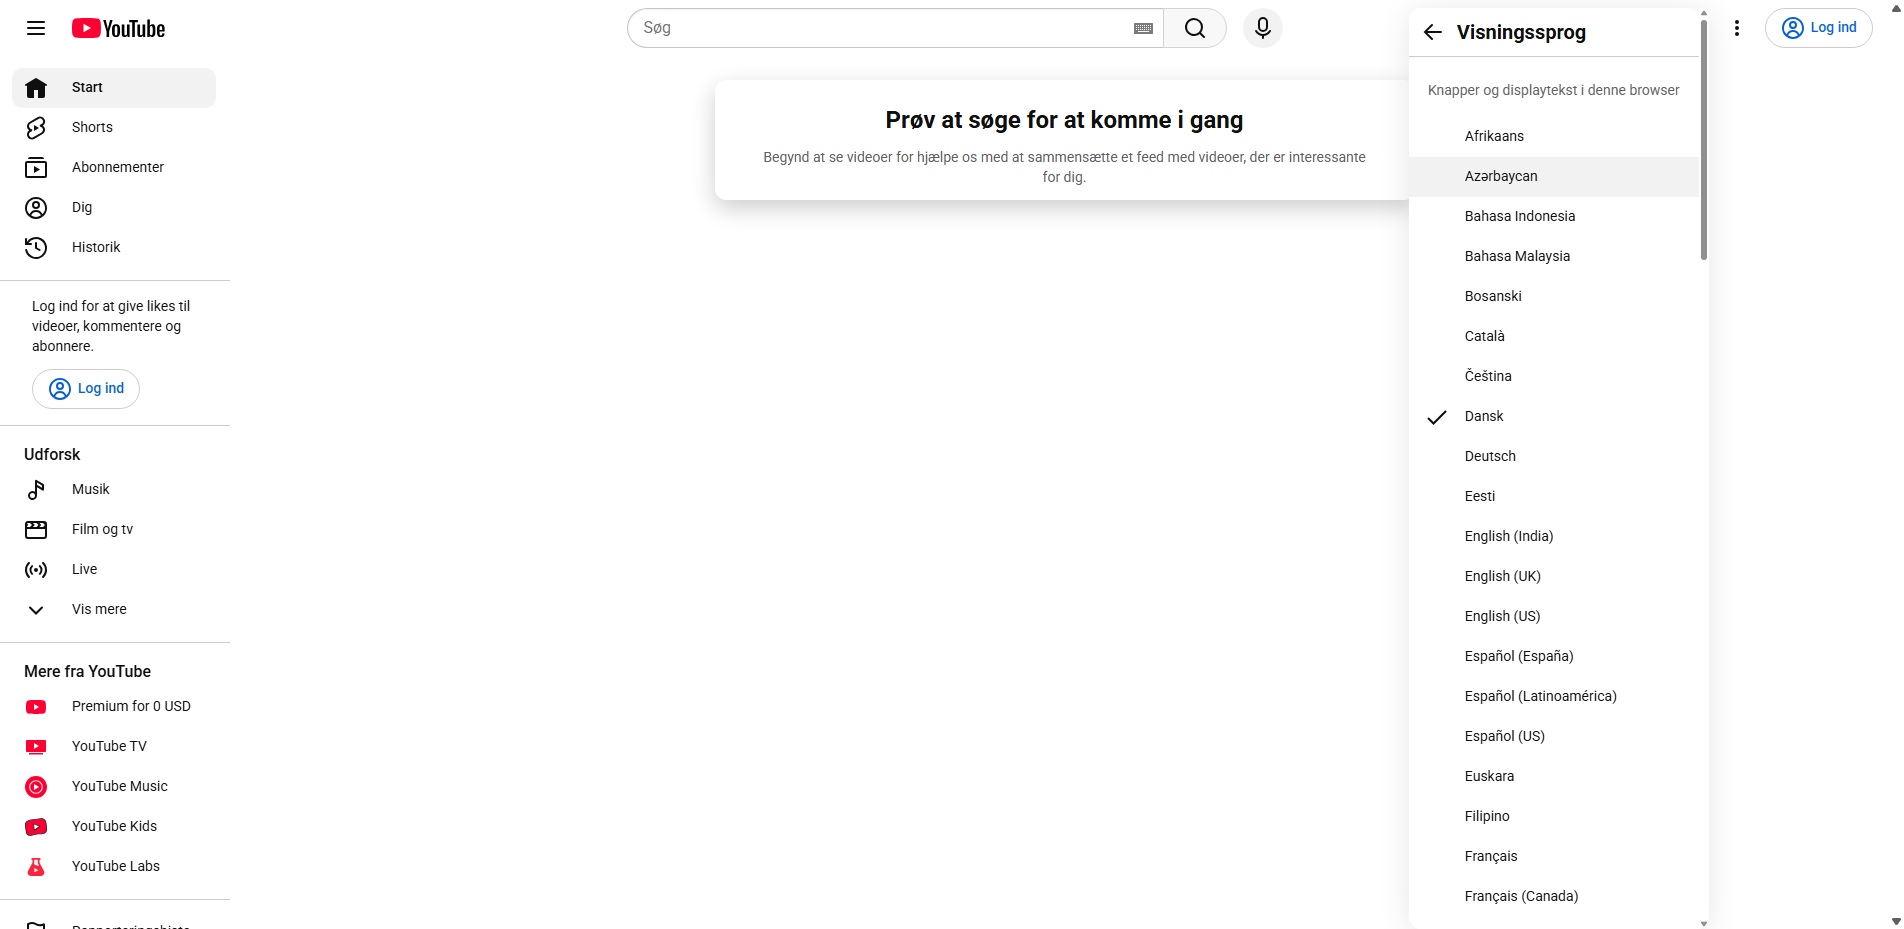 YouTube
Søg
Log ind
Start
Shorts
Abonnementer
Dig
Historik
Log ind for at give likes til
videoer, kommentere og
abonnere.
Log ind
Udforsk
Musik
Film og tv
Live
Vis mere
Mere fra YouTube
Premium for 0 USD
YouTube TV
YouTube Music
YouTube Kids
YouTube Labs
Prøv at søge for at komme i gang
Begynd at se videoer for hjælpe os med at sammensætte et feed med videoer, der er interessante
for dig.
Visningssprog
Knapper og displaytekst i denne browser
Afrikaans
Azərbaycan
Bahasa Indonesia
Bahasa Malaysia
Bosanski
Català
Čeština
Dansk
Deutsch
Eesti
English (India)
English (UK)
English (US)
Español (España)
Español (Latinoamérica)
Español (US)
Euskara
Filipino
Français
Français (Canada)